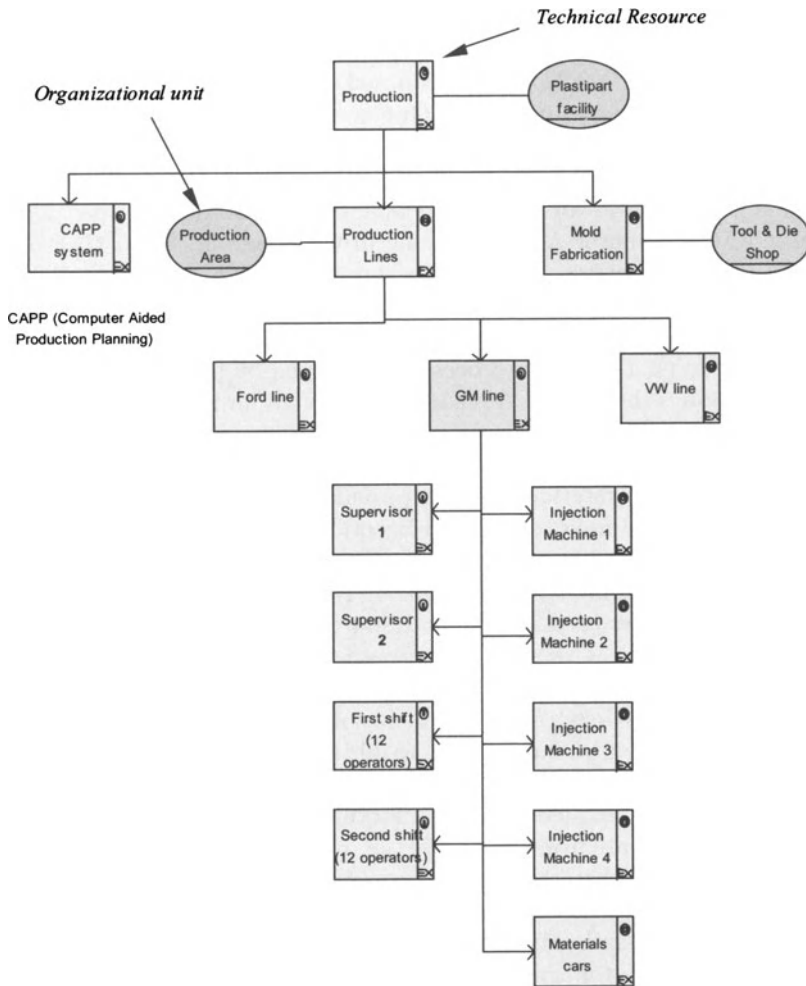 Technical Resource
Production
Plastipart
facility
Organizational unit
CAPP
system
Production
Area
Production
Lines
Mold
Fabrication
Tool & Die
Shop
CAPP (Computer Aided
Production Planning)
Ford line
GM line
VW line
Supervisor
1
Injection
Machine 1
Supervisor
2
Injection
Machine 2
First shift
(12
operators)
Injection
Machine 3
Second shift
(12 operators)
Injection
Machine 4
Materials
cars